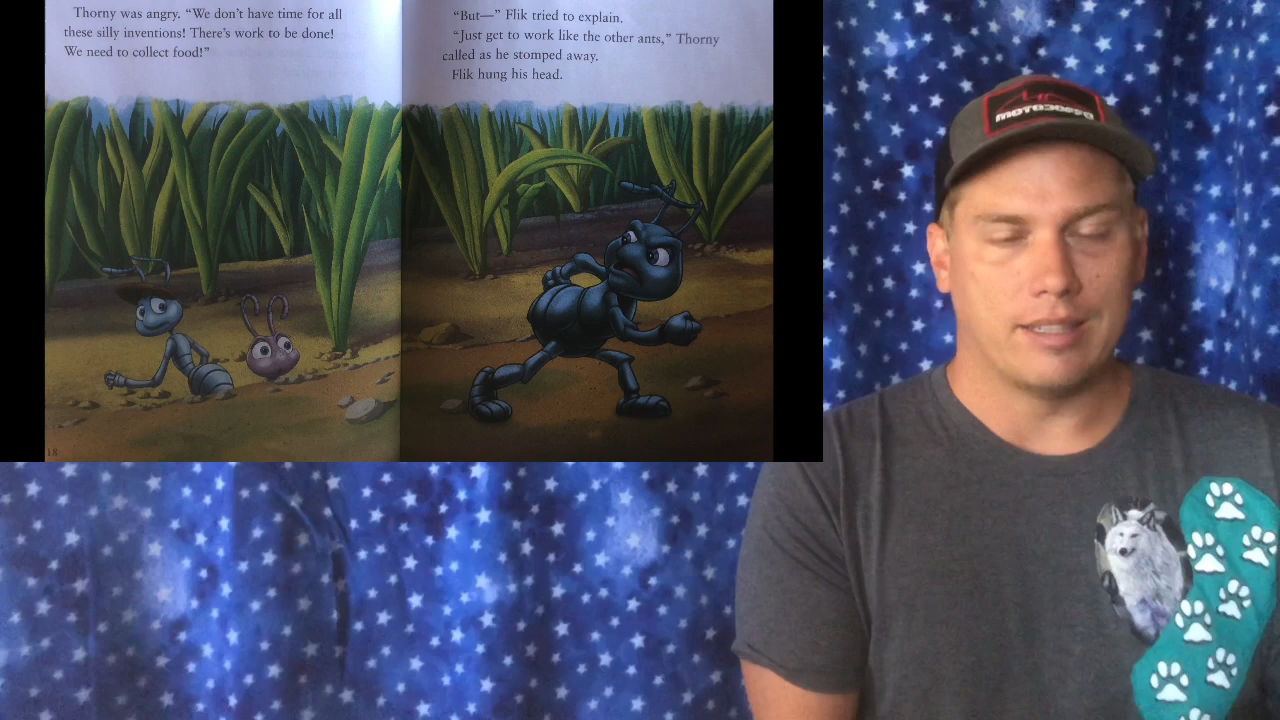 Thorny was angry. “We don’t have time for all
these silly inventions! There’s work to be done!
We need to collect food!”
“But—” Flik tried to explain.
“Just get to work like the other ants,” Thorny
called as he stomped away.
Flik hung his head.
18